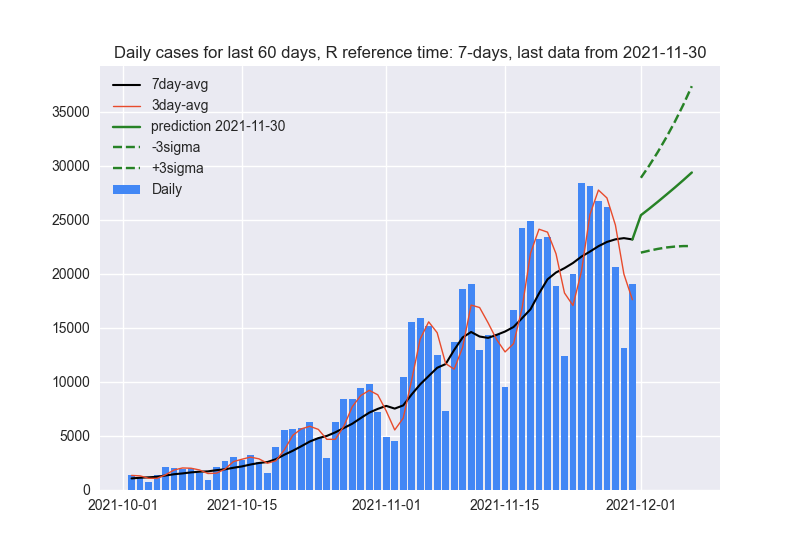 Daily cases for last 60 days, R reference time: 7-days, last data from 2021-11-30
7day-avg
3day-avg
prediction 2021-11-30
-3sigma
+3sigma
Daily
35000
30000
25000
20000
15000
10000
5000
0
2021-10-01
2021-10-15
2021-11-01
2021-11-15
2021-12-01